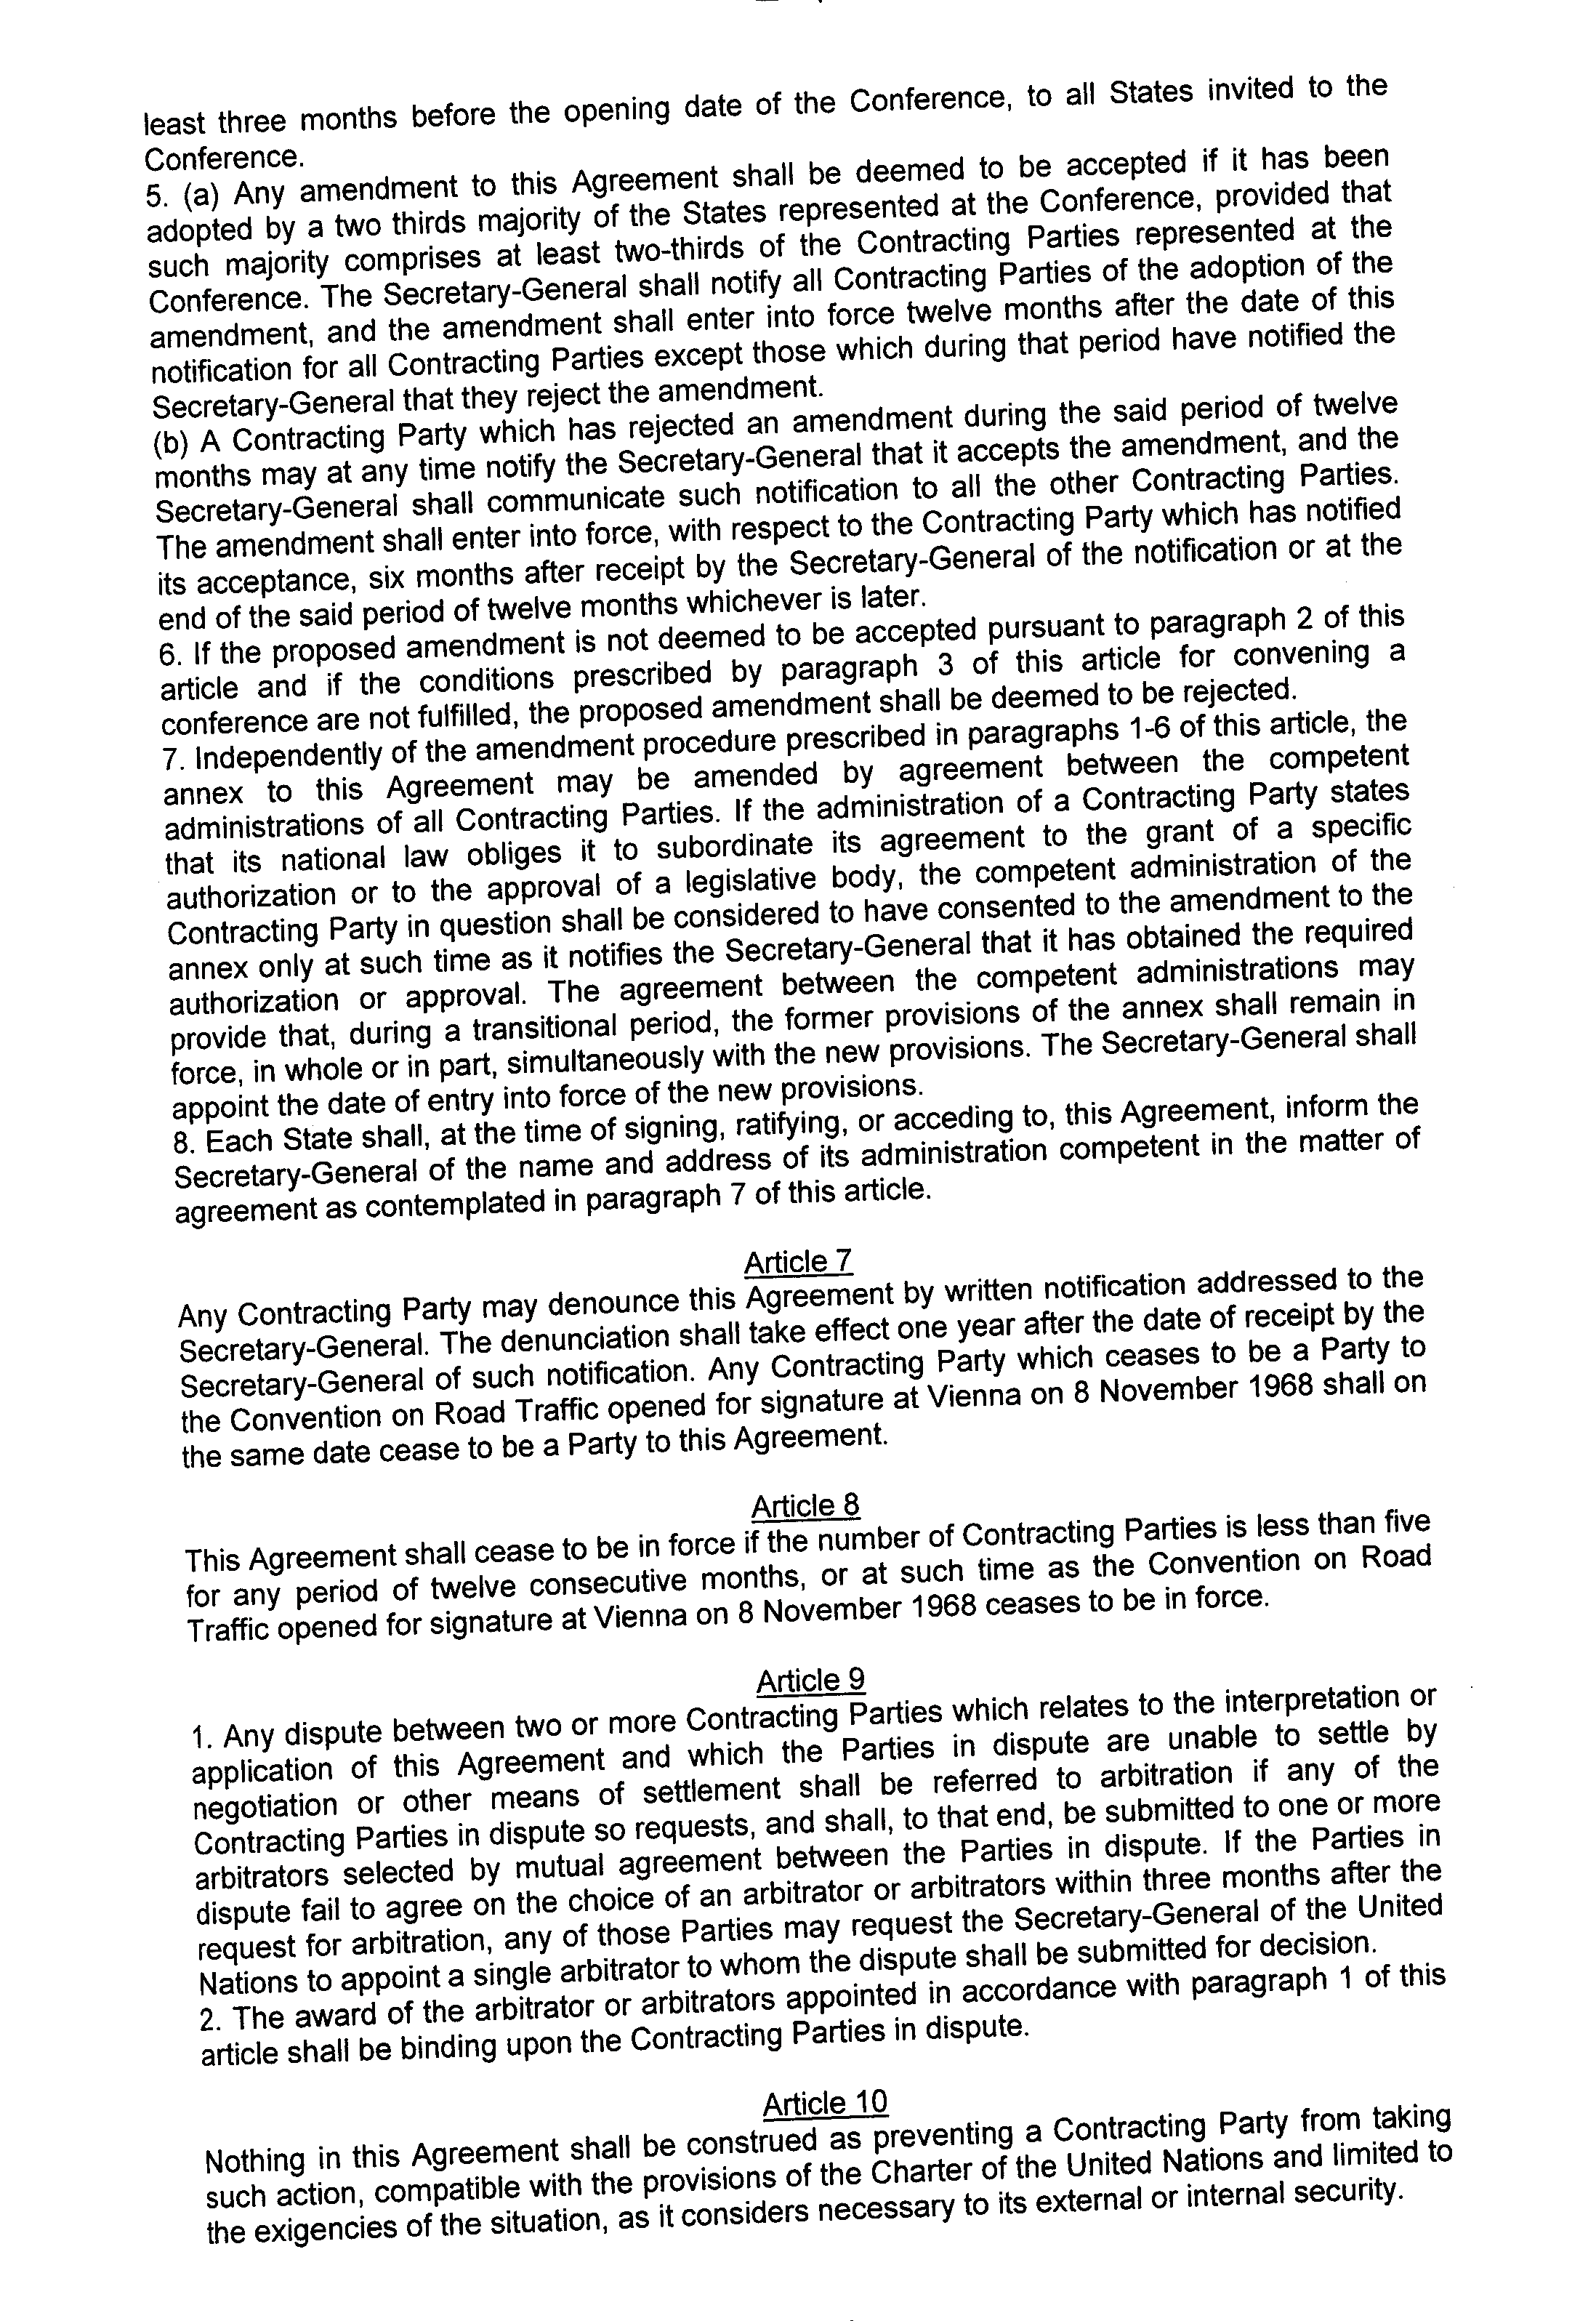 least three months before the opening date of the Conference, to all States invited to the
Conference.
5. (a) Any amendment to this Agreement shall be deemed to be accepted if it has been
adopted by a two thirds majority of the States represented at the Conference, provided that
such majority comprises at least two-thirds of the Contracting Parties represented at the
Conference. The Secretary-General shall notify all Contracting Parties of the adoption of the
amendment, and the amendment shall enter into force twelve months after the date of this
notification for all Contracting Parties except those which during that period have notified the
Secretary-General that they reject the amendment.
(b) A Contracting Party which has rejected an amendment during the said period of twelve
months may at any time notify the Secretary-General that it accepts the amendment, and the
Secretary-General shall communicate such notification to all the other Contracting Parties.
The amendment shall enter into force, with respect to the Contracting Party which has notified
its acceptance, six months after receipt by the Secretary-General of the notification or at the
end of the said period of twelve months whichever is later.
6. If the proposed amendment is not deemed to be accepted pursuant to paragraph 2 of this
article and if the conditions prescribed by paragraph 3 of this article for convening a
conference are not fulfilled, the proposed amendment shall be deemed to be rejected.
7. Independently of the amendment procedure prescribed in paragraphs 1-6 of this article, the
annex to this Agreement may be amended by agreement between the competent
administrations of all Contracting Parties. If the administration of a Contracting Party states
that its national law obliges it to subordinate its agreement to the grant of a specific
authorization or to the approval of a legislative body, the competent administration of the
Contracting Party in question shall be considered to have consented to the amendment to the
annex only at such time as it notifies the Secretary-General that it has obtained the required
authorization or approval. The agreement between the competent administrations may
provide that, during a transitional period, the former provisions of the annex shall remain in
force, in whole or in part, simultaneously with the new provisions. The Secretary-General shall
appoint the date of entry into force of the new provisions.
8. Each State shall, at the time of signing, ratifying, or acceding to, this Agreement, inform the
Secretary-General of the name and address of its administration competent in the matter of
agreement as contemplated in paragraph 7 of this article.
Article 7
Any Contracting Party may denounce this Agreement by written notification addressed to the
Secretary-General. The denunciation shall take effect one year after the date of receipt by the
Secretary-General of such notification. Any Contracting Party which ceases to be a Party to
the Convention on Road Traffic opened for signature at Vienna on 8 November 1968 shall on
the same date cease to be a Party to this Agreement.
Article 8
This Agreement shall cease to be in force if the number of Contracting Parties is less than five
for any period of twelve consecutive months, or at such time as the Convention on Road
Traffic opened for signature at Vienna on 8 November 1968 ceases to be in force.
Article 9
1. Any dispute between two or more Contracting Parties which relates to the interpretation or
application of this Agreement and which the Parties in dispute are unable to settle by
negotiation or other means of settlement shall be referred to arbitration if any of the
Contracting Parties in dispute so requests, and shall, to that end, be submitted to one or more
arbitrators selected by mutual agreement between the Parties in dispute. If the Parties in
dispute fail to agree on the choice of an arbitrator or arbitrators within three months after the
request for arbitration, any of those Parties may request the Secretary-General of the United
Nations to appoint a single arbitrator to whom the dispute shall be submitted for decision.
2. The award of the arbitrator or arbitrators appointed in accordance with paragraph 1 of this
article shall be binding upon the Contracting Parties in dispute.
Article 10
Nothing in this Agreement shall be construed as preventing a Contracting Party from taking
such action, compatible with the provisions of the Charter of the United Nations and limited to
the exigencies of the situation, as it considers necessary to its external or internal security.